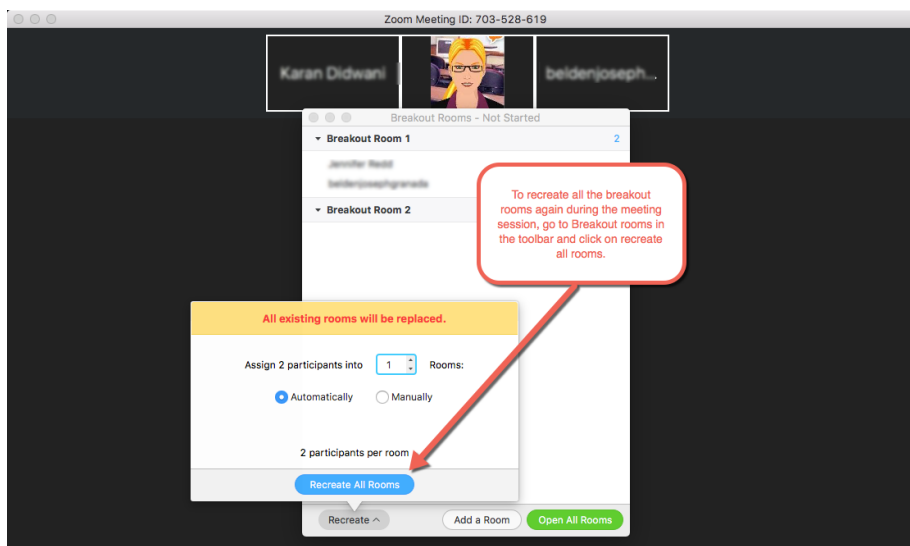 Zoom Meeting ID: 703-528-619
Karan Didwani
beldenjoseph...
Breakout Rooms - Not Started
Breakout Room 1 2
Jennifer Redd
beldenjosephgranada
Breakout Room 2
To recreate all the breakout
rooms again during the meeting
session, go to Breakout rooms in
the toolbar and click on recreate
all rooms.
All existing rooms will be replaced.
Assign 2 participants into 1 Rooms:
Automatically Manually
2 participants per room
Recreate All Rooms
Recreate Add a Room Open All Rooms